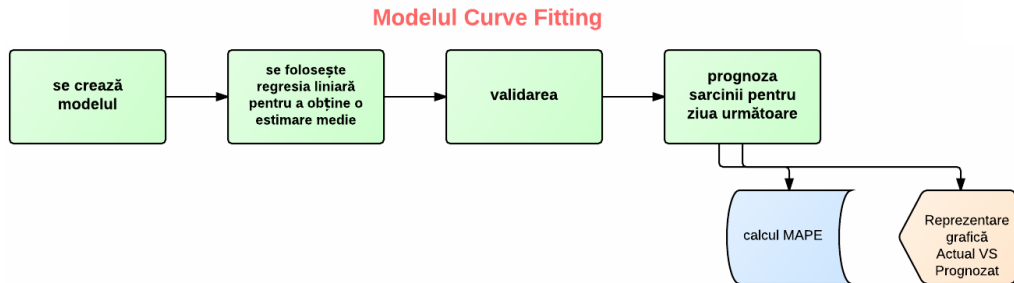 Modelul Curve Fitting
se crează
modelul
se folosește
regresia liniară
pentru a obține o
estimare medie
validarea
prognoza
sarcinii pentru
ziua următoare
calcul MAPE
Reprezentare
grafică
Actual VS
Prognozat